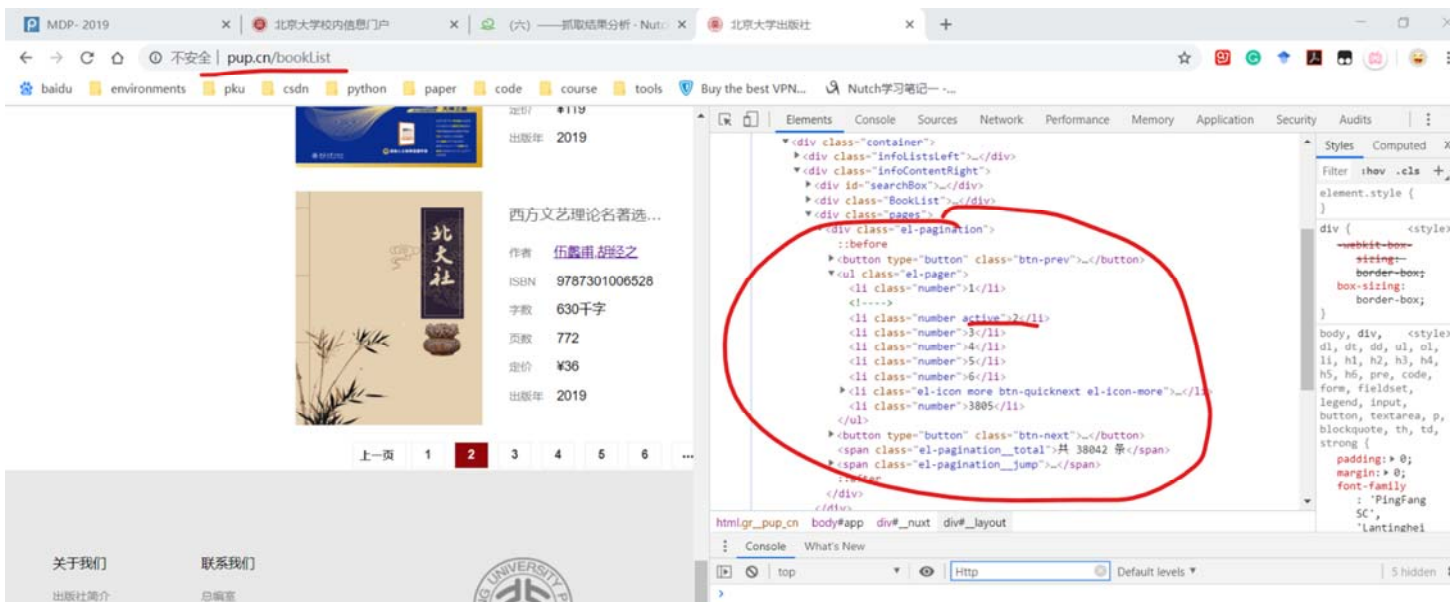 MDP- 2019
北京大学校内信息门户
(六) ——抓取结果分析 - Nutc
北京大学出版社
不安全 | pup.cn/bookList
baidu environments pku csdn python paper code course tools Buy the best VPN... Nutch学习笔记一 -...
定价 ¥119
出版年 2019
北大社
西方文艺理论名著选...
作者 伍蠡甫,胡经之
ISBN 9787301006528
字数 630千字
页数 772
定价 ¥36
出版年 2019
上一页 1 2 3 4 5 6 ...
关于我们 联系我们
出版社简介 总编室
Elements Console Sources Network Performance Memory Application Security Audits
<div class="container">
<div class="infoListsLeft">…</div>
<div class="infoContentRight">
<div id="searchBox">…</div>
<div class="BookList">…</div>
<div class="pages">
<div class="el-pagination">
::before
<button type="button" class="btn-prev">…</button>
<ul class="el-pager">
<li class="number">1</li>
<!---->
<li class="number active">2</li>
<li class="number">3</li>
<li class="number">4</li>
<li class="number">5</li>
<li class="number">6</li>
<li class="el-icon more btn-quicknext el-icon-more">…</li>
<li class="number">3805</li>
</ul>
<button type="button" class="btn-next">…</button>
<span class="el-pagination__total">共 38042 条</span>
<span class="el-pagination__jump">…</span>
::after
</div>
</div>
html.gr__pup_cn body#app div#__nuxt div#__layout
Console What's New
top Http Default levels 5 hidden
Styles Computed
Filter :hov .cls +
element.style {
}
div { <style>
-webkit-box-
sizing:
border-box;
box-sizing:
border-box;
}
body, div, <style>
dl, dt, dd, ul, ol,
li, h1, h2, h3, h4,
h5, h6, pre, code,
form, fieldset,
legend, input,
button, textarea, p,
blockquote, th, td,
strong {
padding: 0;
margin: 0;
font-family
: 'PingFang
SC',
'Lantinghei